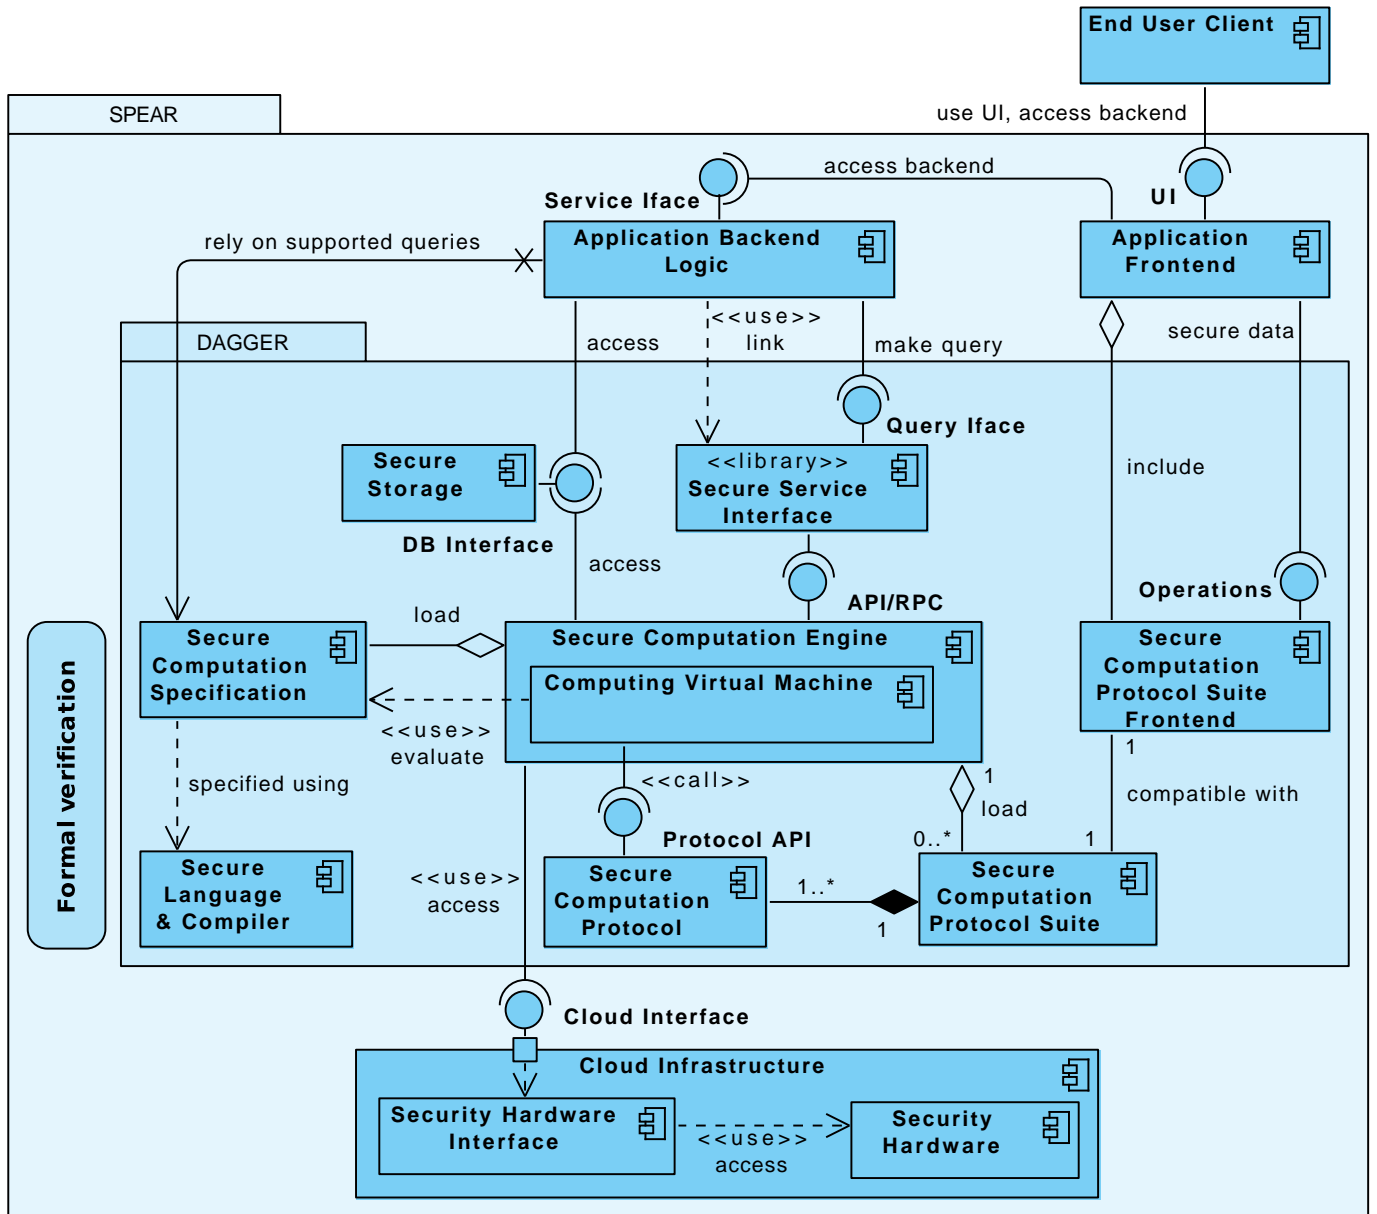 End User Client
SPEAR
use UI, access backend
access backend
Service Iface
UI
rely on supported queries
Application Backend
Logic
Application
Frontend
<<use>>
link
access
make query
secure data
DAGGER
Query Iface
Secure
Storage
<<library>>
Secure Service
Interface
include
DB Interface
access
API/RPC
Operations
load
Secure
Computation
Specification
Secure Computation Engine
Computing Virtual Machine
Secure
Computation
Protocol Suite
Frontend
Formal verification
<<use>>
evaluate
1
specified using
<<call>>
1
load
compatible with
0..*
1
Protocol API
Secure
Language
& Compiler
<<use>>
access
Secure
Computation
Protocol
1..*
1
Secure
Computation
Protocol Suite
Cloud Interface
Cloud Infrastructure
Security Hardware
Interface
<<use>>
access
Security
Hardware